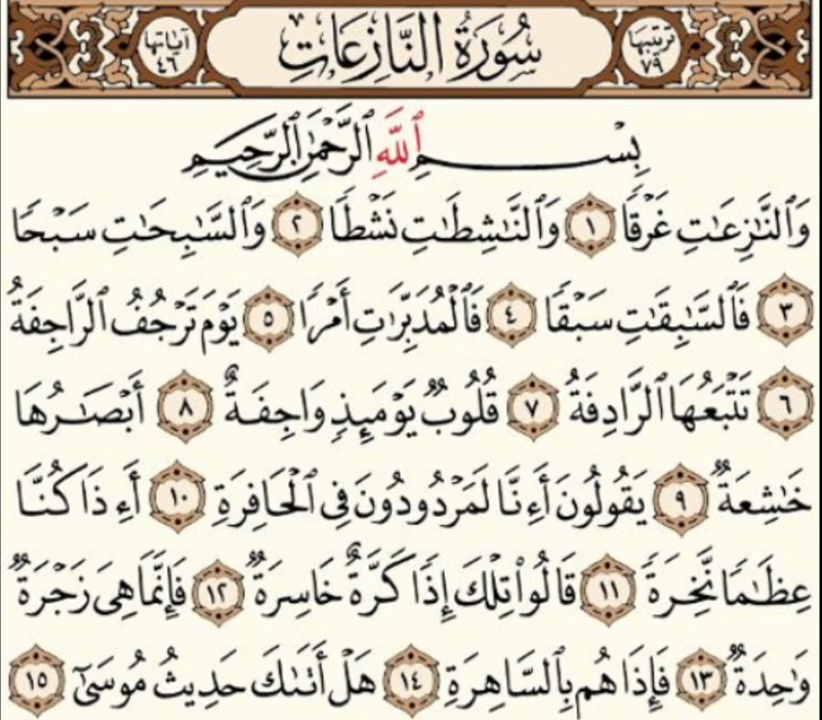 ترتيبها ٧٩ سُورَةُ النَّازِعَاتِ آياتها ٤٦
بِسْمِ ٱللَّهِ ٱلرَّحْمَٰنِ ٱلرَّحِيمِ
وَٱلنَّٰزِعَٰتِ غَرْقًا ١ وَٱلنَّٰشِطَٰتِ نَشْطًا ٢ وَٱلسَّٰبِحَٰتِ سَبْحًا
٣ فَٱلسَّٰبِقَٰتِ سَبْقًا ٤ فَٱلْمُدَبِّرَٰتِ أَمْرًا ٥ يَوْمَ تَرْجُفُ ٱلرَّاجِفَةُ
٦ تَتْبَعُهَا ٱلرَّادِفَةُ ٧ قُلُوبٌ يَوْمَئِذٍ وَاجِفَةٌ ٨ أَبْصَٰرُهَا
خَٰشِعَةٌ ٩ يَقُولُونَ أَءِنَّا لَمَرْدُودُونَ فِى ٱلْحَافِرَةِ ١٠ أَءِذَا كُنَّا
عِظَٰمًا نَّخِرَةً ١١ قَالُوا۟ تِلْكَ إِذًا كَرَّةٌ خَاسِرَةٌ ١٢ فَإِنَّمَا هِىَ زَجْرَةٌ
وَٰحِدَةٌ ١٣ فَإِذَا هُم بِٱلسَّاهِرَةِ ١٤ هَلْ أَتَىٰكَ حَدِيثُ مُوسَىٰٓ ١٥